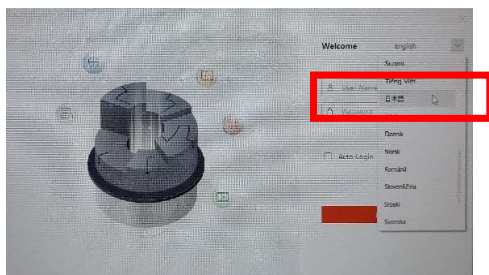 Welcome
English
Suomi
Tiếng Việt
User Name
日本語
Password
Dansk
Auto Login
Norsk
Română
Slovenščina
Srpski
Svenska